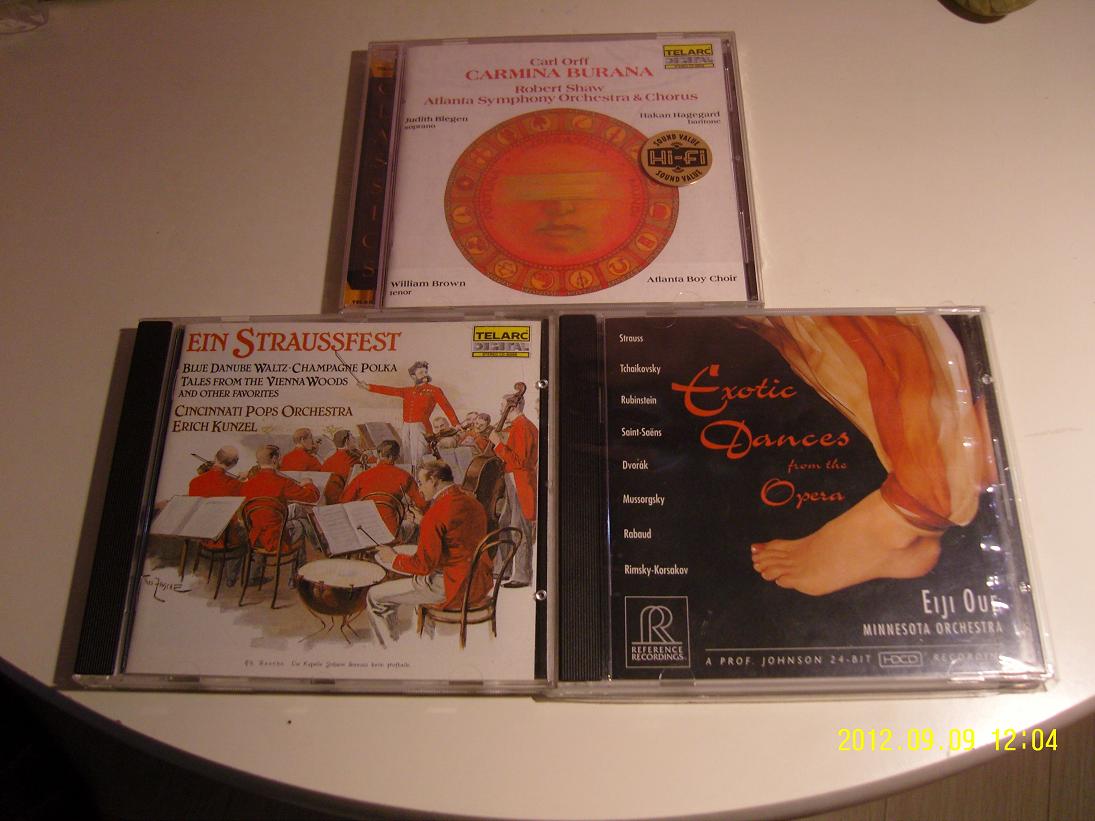 Carl Orff
CARMINA BURANA
Robert Shaw
Atlanta Symphony Orchestra & Chorus
TELARC
DIGITAL
Judith Blegen
soprano
Hakan Hagegard
baritone
SOUND VALUE
Hi-Fi
SOUND VALUE
William Brown
tenor
Atlanta Boy Choir
CLASSICS
EIN STRAUSSFEST
TELARC
DIGITAL
BLUE DANUBE WALTZ · CHAMPAGNE POLKA
TALES FROM THE VIENNA WOODS
AND OTHER FAVORITES
CINCINNATI POPS ORCHESTRA
ERICH KUNZEL
Strauss
Tchaikovsky
Rubinstein
Saint-Saëns
Dvořák
Mussorgsky
Rabaud
Rimsky-Korsakov
Exotic
Dances
from the
Opera
EIJI OUE
MINNESOTA ORCHESTRA
R
REFERENCE
RECORDINGS
A PROF. JOHNSON 24-BIT HDCD RECORDING
2012.09.09 12:04